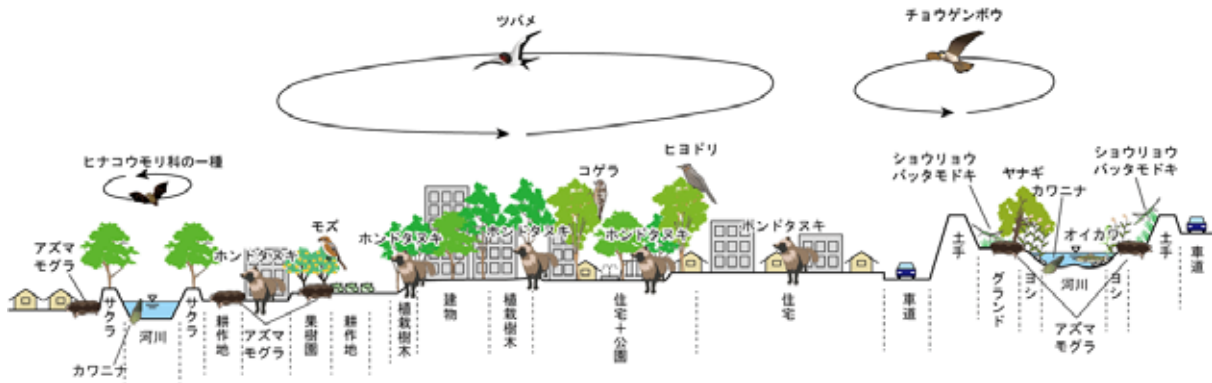 ツバメ
チョウゲンボウ
ヒナコウモリ科の一種
アズマ
モグラ
ホンドタヌキ
モズ
ホンドタヌキ
ホンドタヌキ
コゲラ
ヒヨドリ
ホンドタヌキ
ホンドタヌキ
ショウリョウ
バッタモドキ
ヤナギ
カワニナ
ショウリョウ
バッタモドキ
オイカワ
サクラ
河川
カワニナ
サクラ
耕作地
アズマ
モグラ
果樹園
耕作地
植栽樹木
建物
植栽樹木
住宅+公園
住宅
車道
土手
グランド
ヨシ
河川
ヨシ
アズマ
モグラ
土手
車道